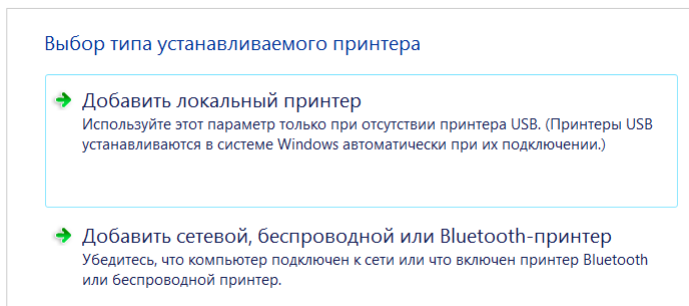 Выбор типа устанавливаемого принтера
Добавить локальный принтер
Используйте этот параметр только при отсутствии принтера USB. (Принтеры USB
устанавливаются в системе Windows автоматически при их подключении.)
Добавить сетевой, беспроводной или Bluetooth-принтер
Убедитесь, что компьютер подключен к сети или что включен принтер Bluetooth
или беспроводной принтер.